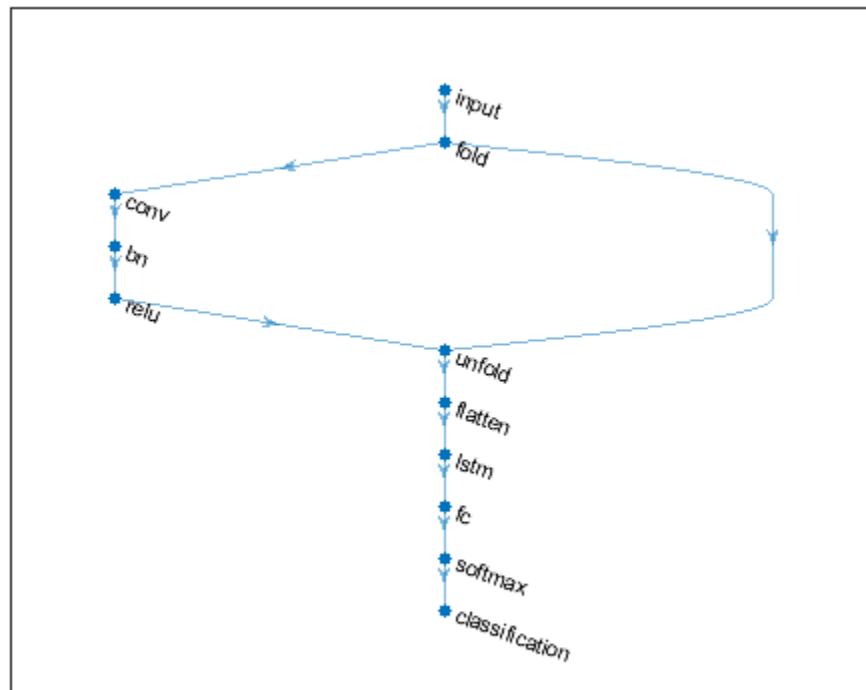 input
fold
conv
bn
relu
unfold
flatten
lstm
fc
softmax
classification